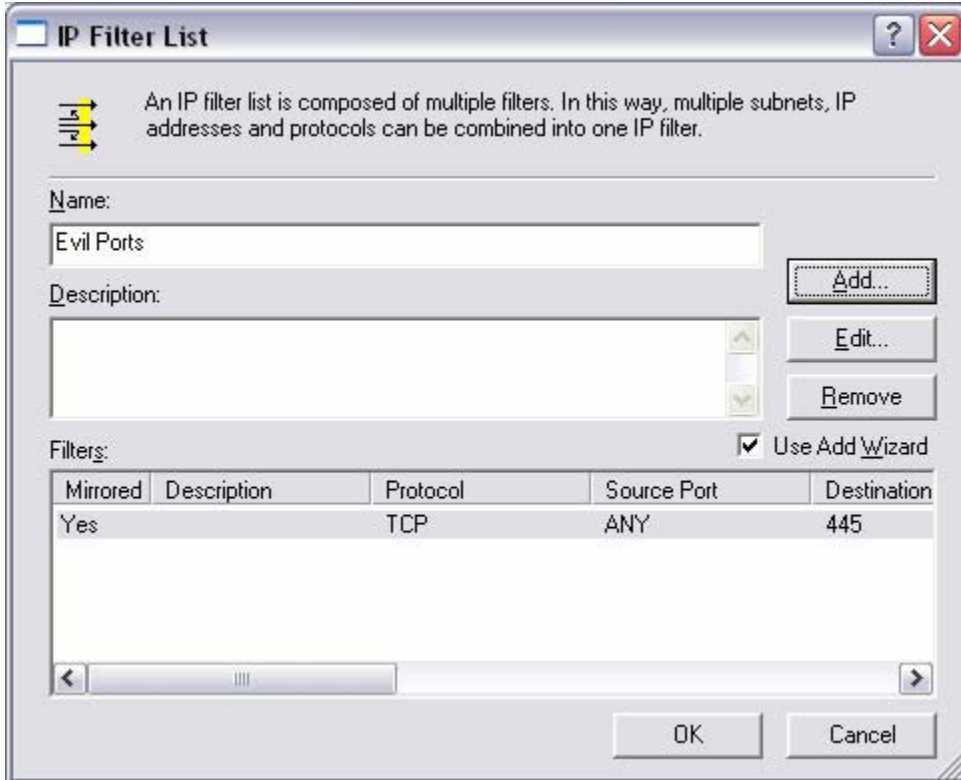 IP Filter List
An IP filter list is composed of multiple filters. In this way, multiple subnets, IP
addresses and protocols can be combined into one IP filter.
Name:
Evil Ports
Add...
Description:
Edit...
Remove
Filters:
Use Add Wizard
Mirrored Description Protocol Source Port Destination
Yes TCP ANY 445
OK Cancel